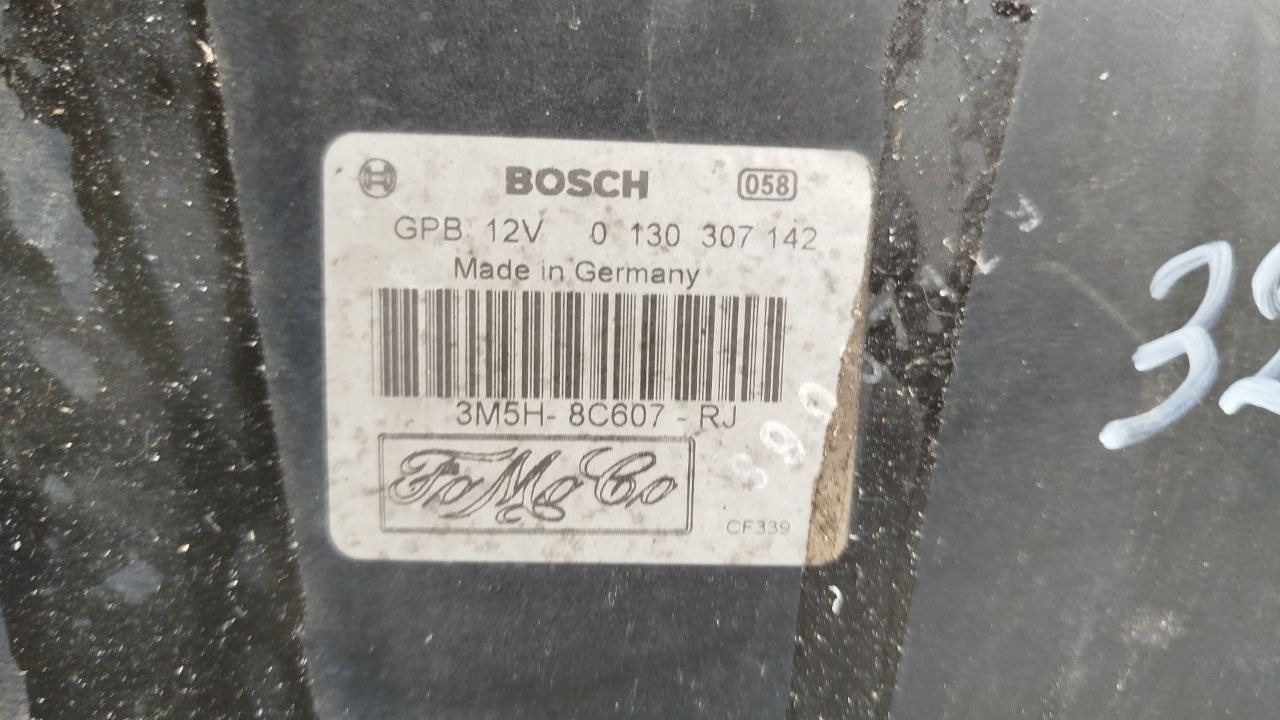 BOSCH 058
GPB 12V 0 130 307 142
Made in Germany
3M5H-8C607-RJ
FoMoCo
CF339